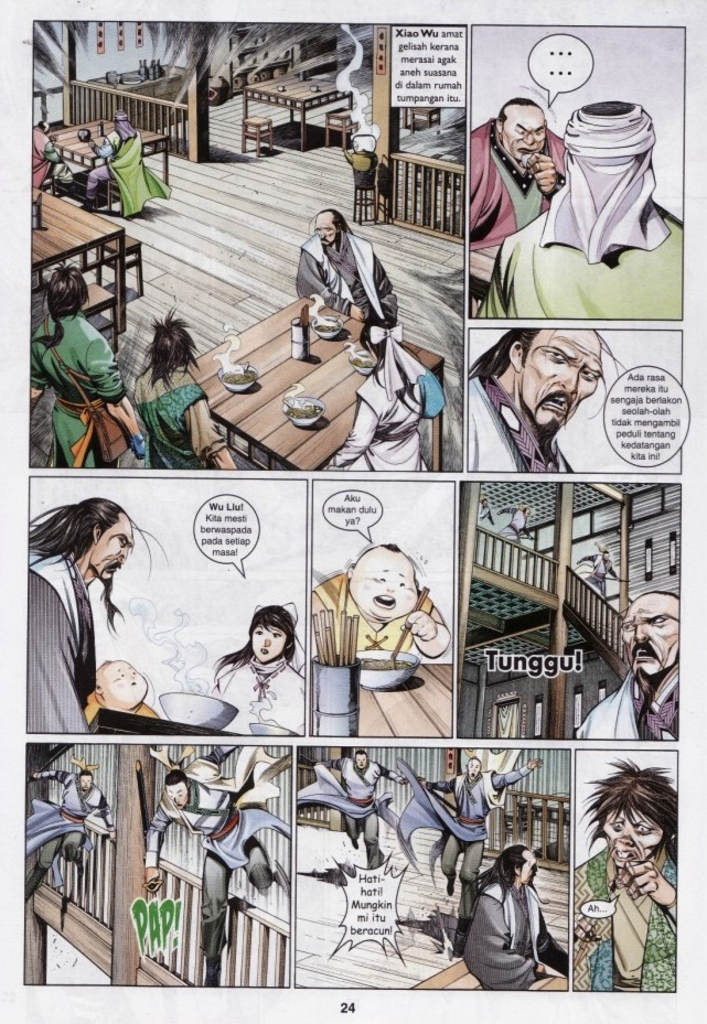 Xiao Wu amat
gelisah kerana
merasai agak
aneh suasana
di dalam rumah
tumpangan itu.
...
...
Ada rasa
mereka itu
sengaja berlakon
seolah-olah
tidak mengambil
peduli tentang
kedatangan
kita ini!
Wu Liu!
Kita mesti
berwaspada
pada setiap
masa!
Aku
makan dulu
ya?
Tunggu!
PAP!
Hati-
hati!
Mungkin
mi itu
beracun!
Ah...
24